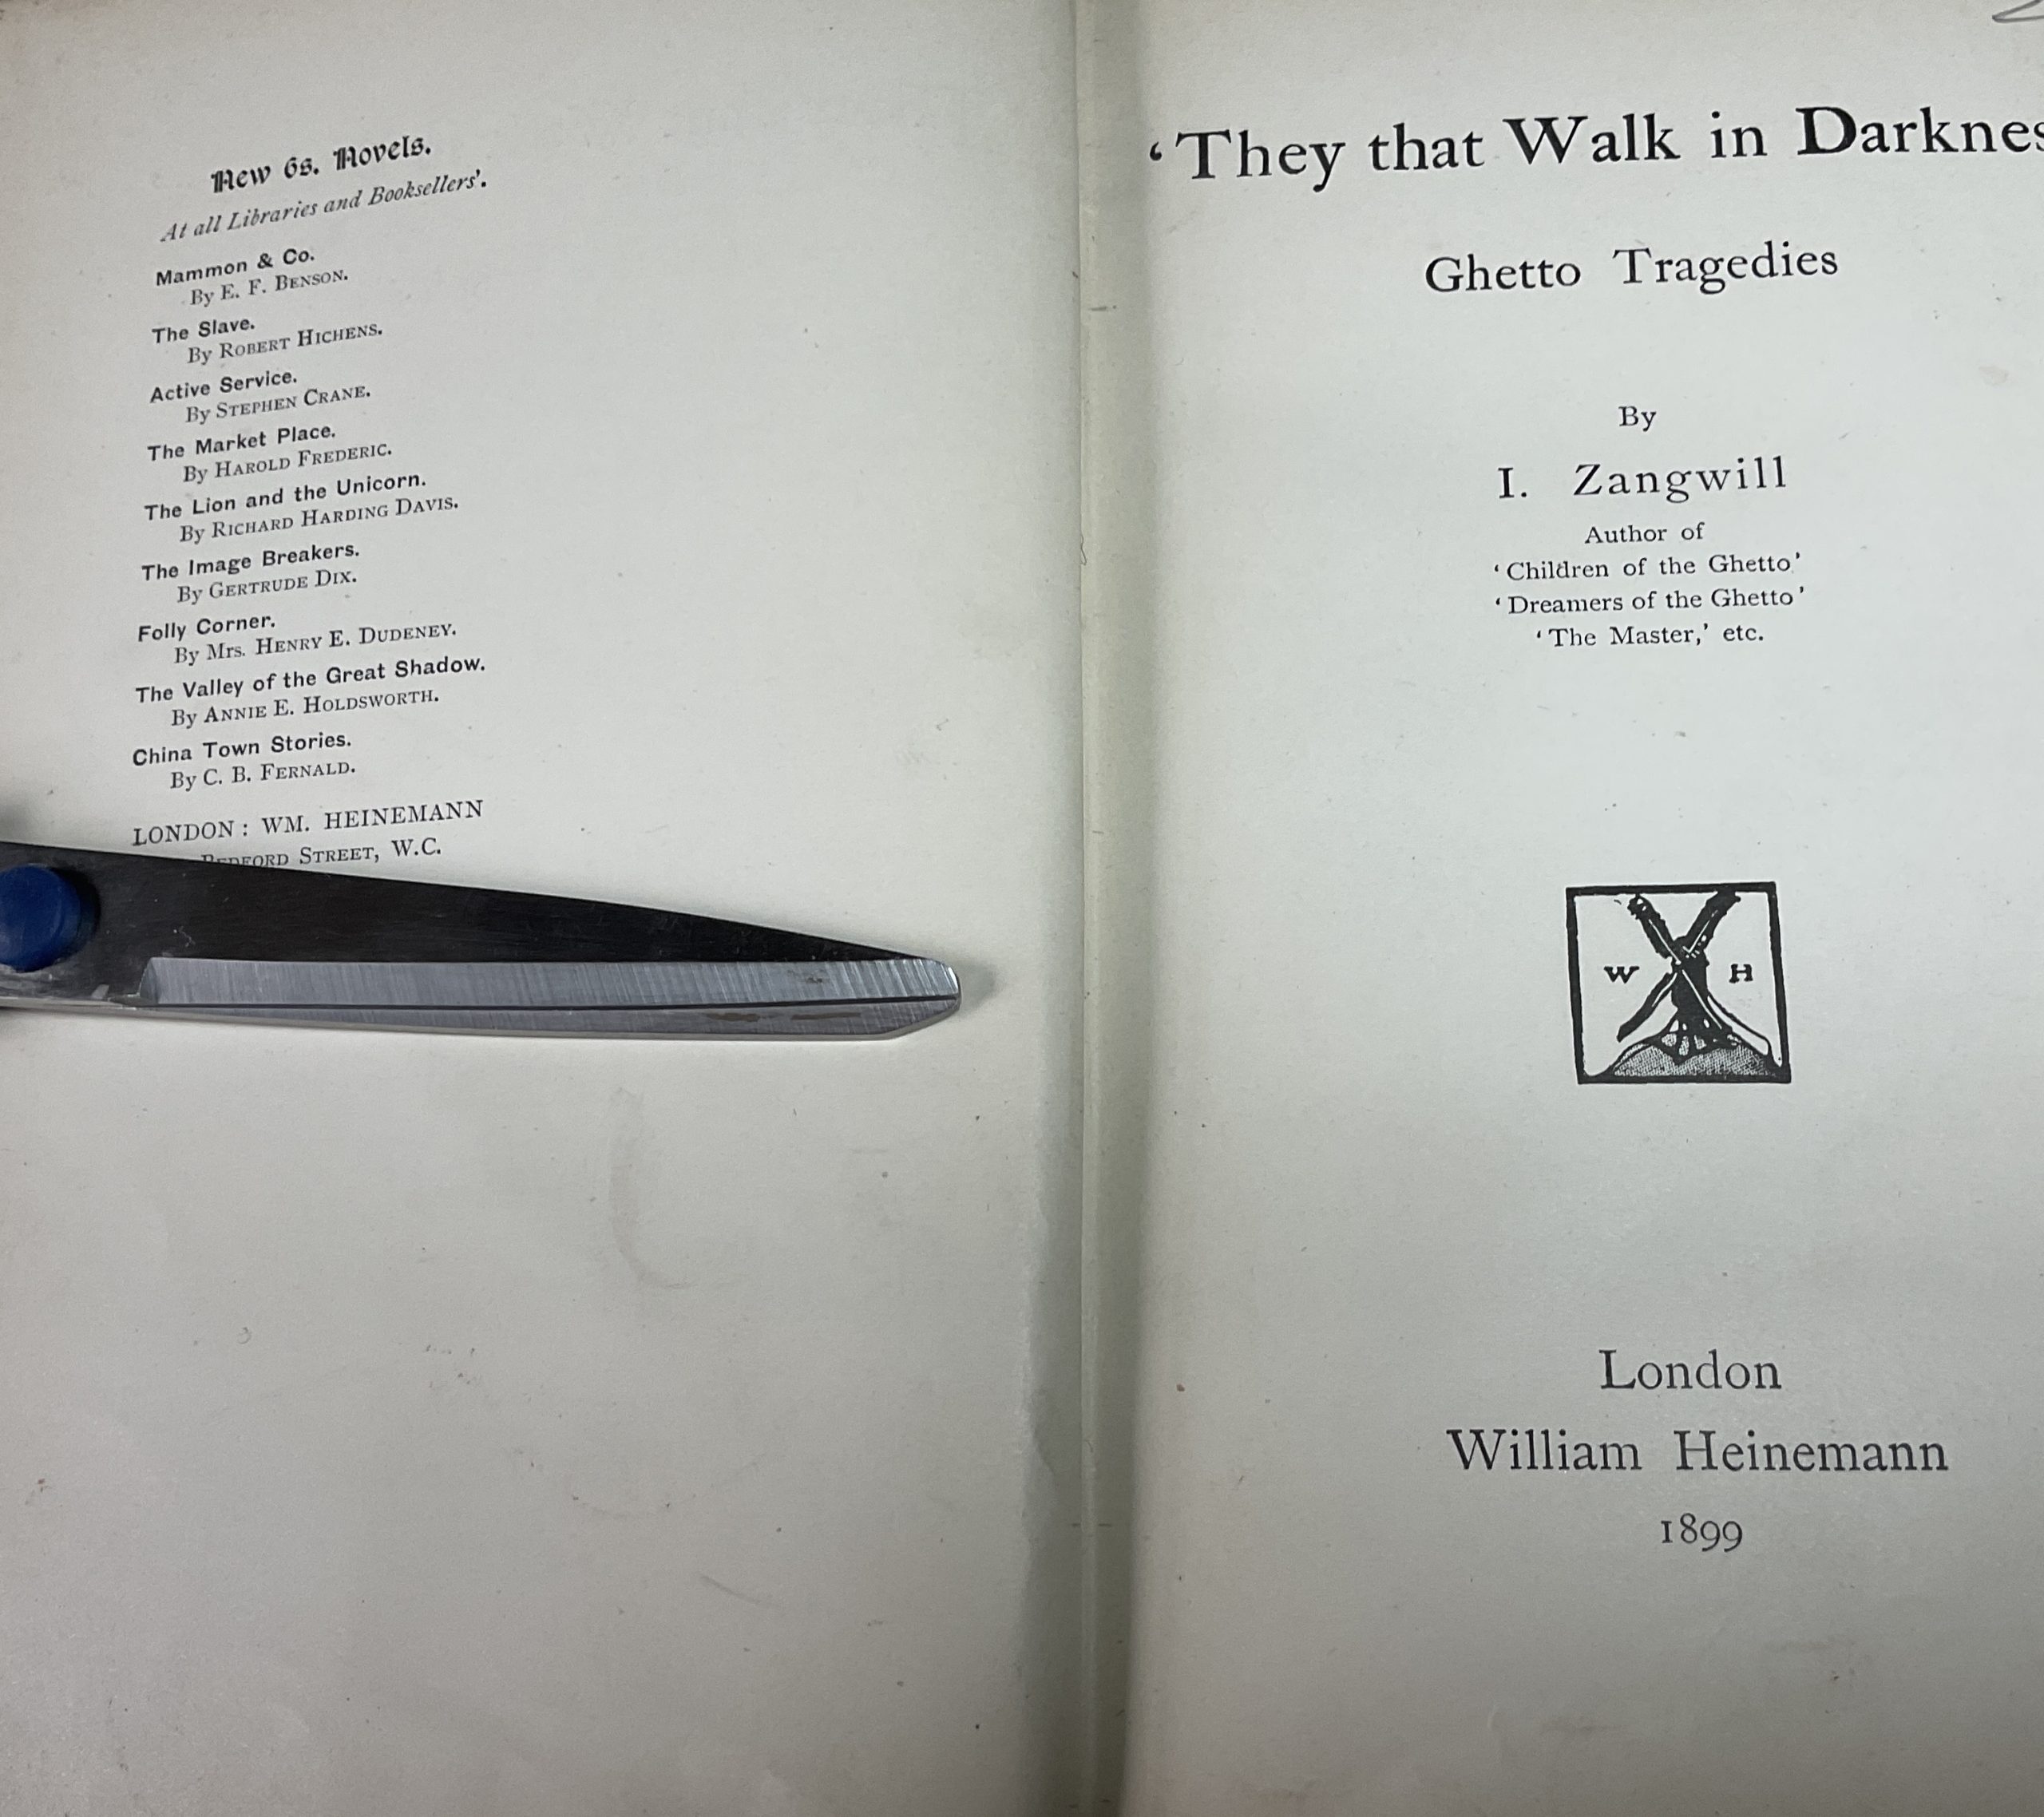 New 6s. Novels.
At all Libraries and Booksellers'.
Mammon & Co.
By E. F. BENSON.
The Slave.
By ROBERT HICHENS.
Active Service.
By STEPHEN CRANE.
The Market Place.
By HAROLD FREDERIC.
The Lion and the Unicorn.
By RICHARD HARDING DAVIS.
The Image Breakers.
By GERTRUDE DIX.
Folly Corner.
By Mrs. HENRY E. DUDENEY.
The Valley of the Great Shadow.
By ANNIE E. HOLDSWORTH.
China Town Stories.
By C. B. FERNALD.
LONDON: WM. HEINEMANN
BEDFORD STREET, W.C.
'They that Walk in Darknes
Ghetto Tragedies
By
I. Zangwill
Author of
'Children of the Ghetto'
'Dreamers of the Ghetto'
'The Master,' etc.
W H
London
William Heinemann
1899